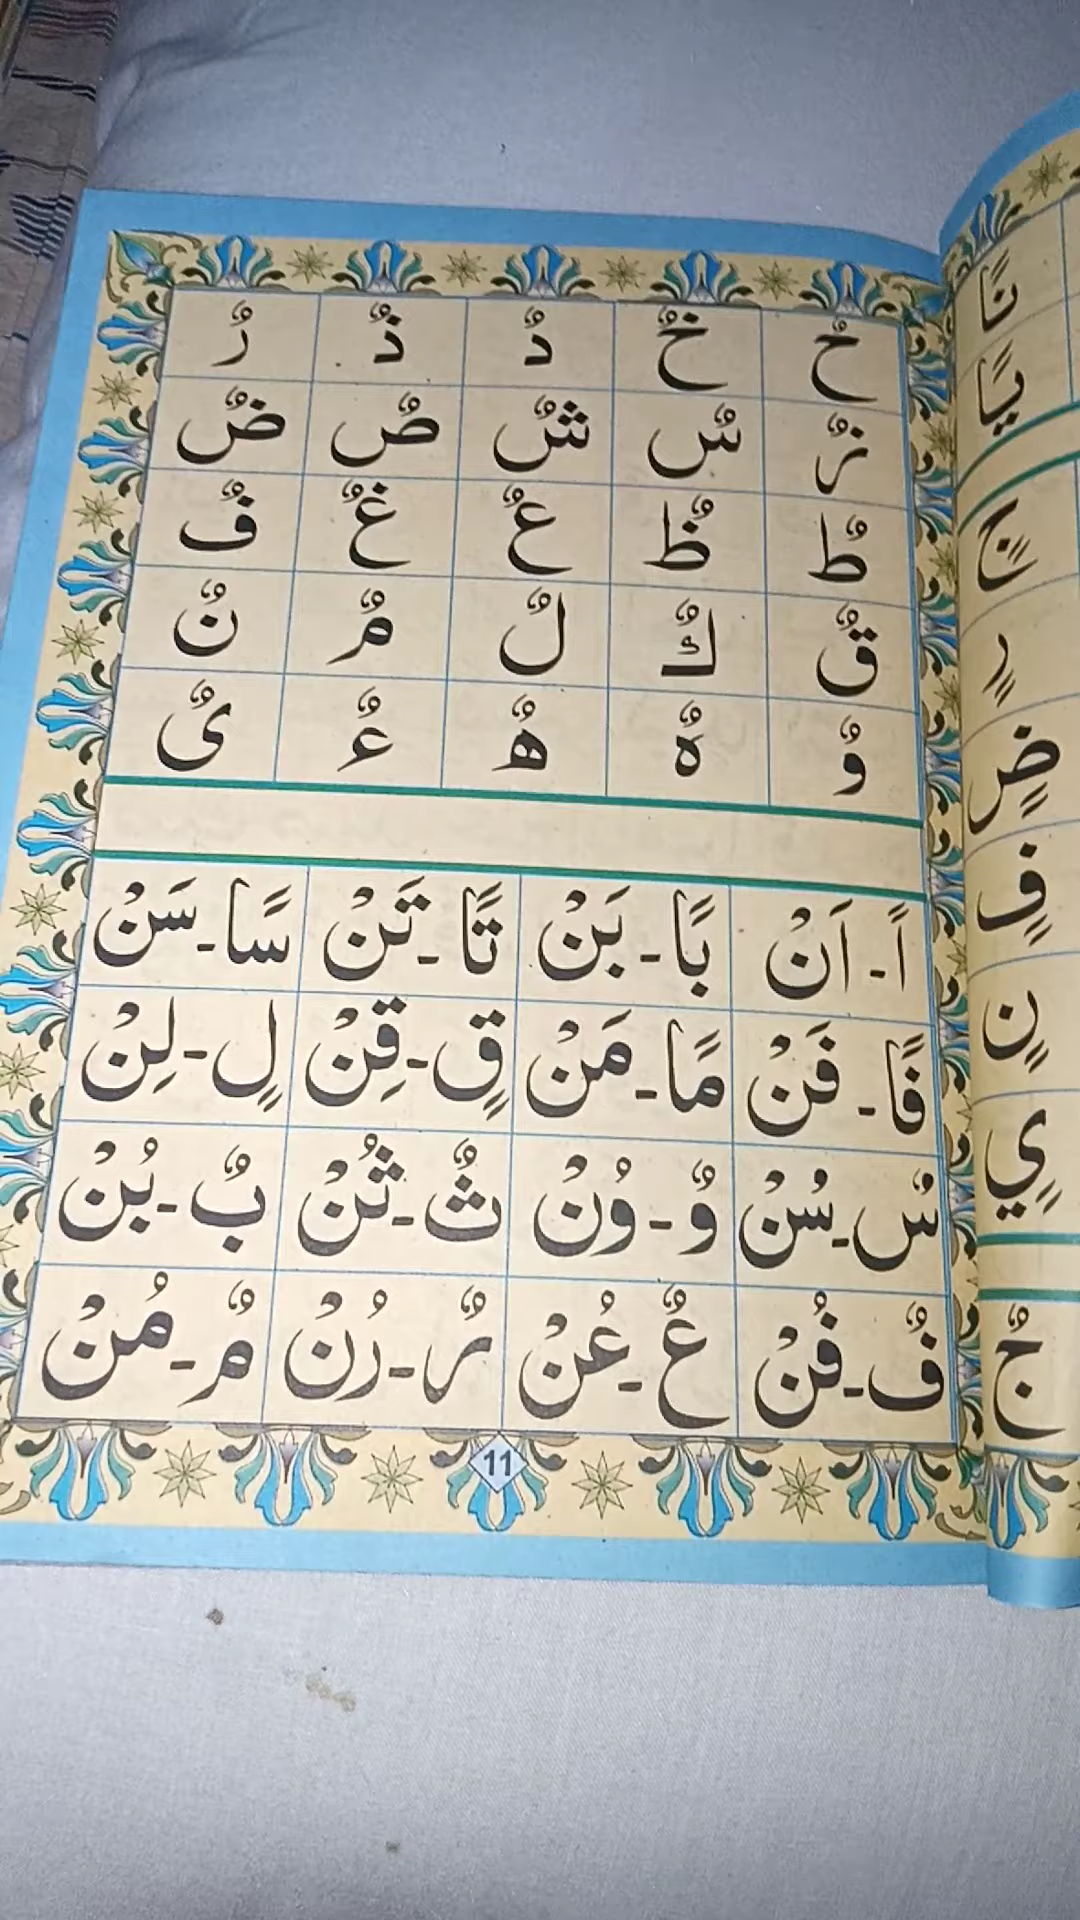 حٌ خٌ دٌ ذٌ رٌ
زٌ سٌ شٌ صٌ ضٌ
طٌ ظٌ عٌ غٌ فٌ
قٌ كٌ لٌ مٌ نٌ
وٌ ہٌ هٌ ءٌ ىٌ
اً - اَنْ بًا - بَنْ تًا - تَنْ سًا - سَنْ
فًا - فَنْ مًا - مَنْ قٍ - قِنْ لٍ - لِنْ
سٌ - سُنْ وٌ - وُنْ ثٌ - ثُنْ بٌ - بُنْ
فٌ - فُنْ عٌ - عُنْ رٌ - رُنْ مٌ - مُنْ
11
نًا
يًا
جٍ
رٍ
ضٍ
فٍ
نٍ
يٍ
جٌ